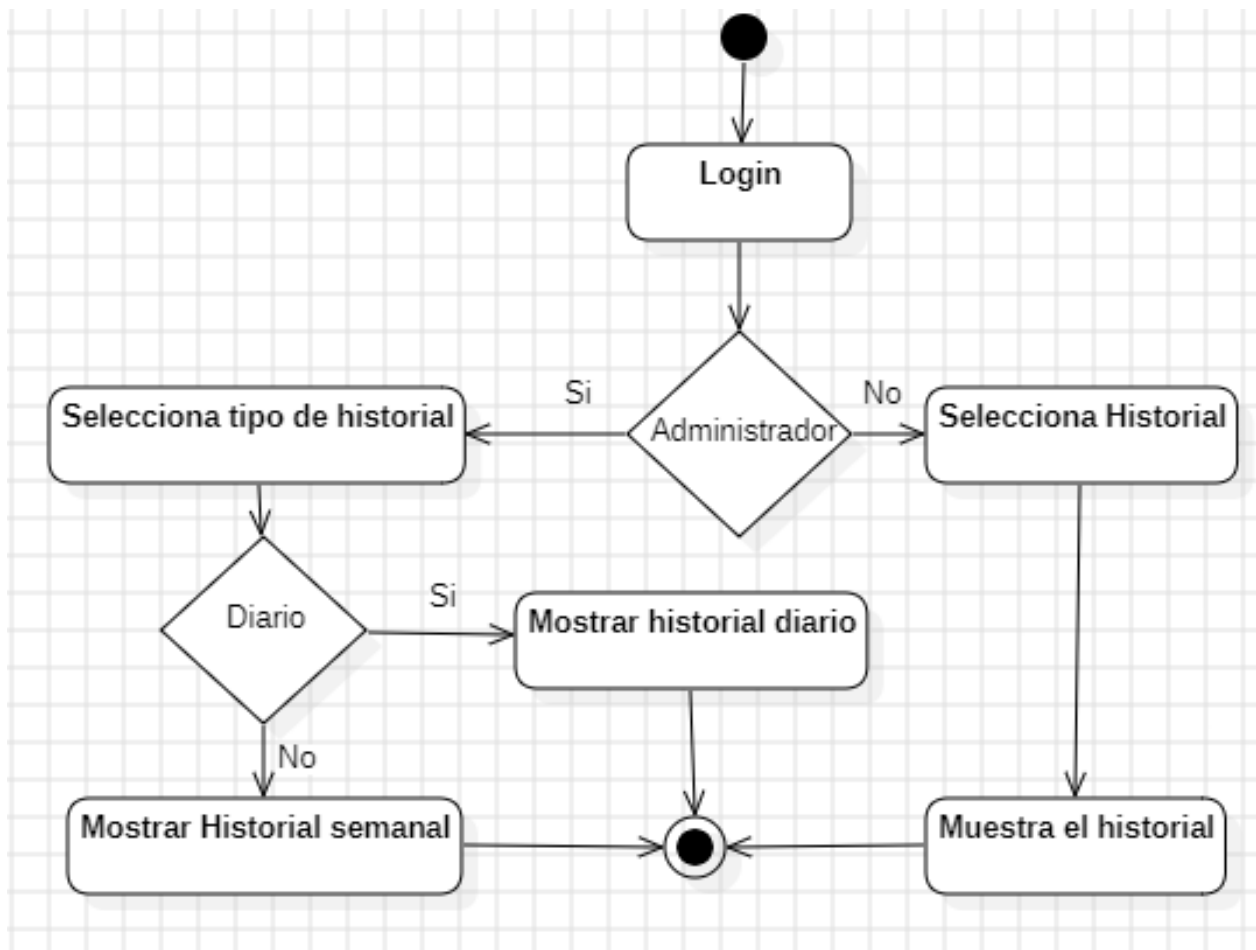 Login
Si
No
Selecciona tipo de historial
Administrador
Selecciona Historial
Diario
Si
Mostrar historial diario
No
Mostrar Historial semanal
Muestra el historial